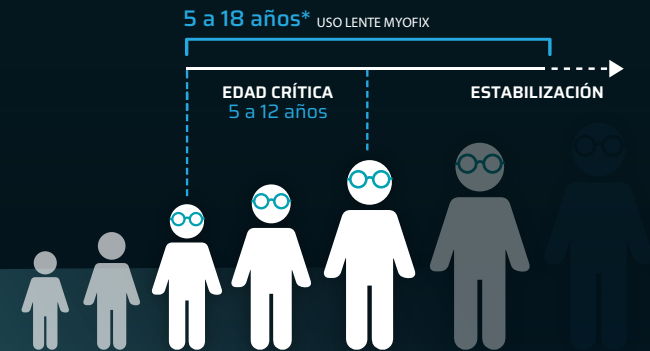 5 a 18 años* USO LENTE MYOFIX
EDAD CRÍTICA
5 a 12 años
ESTABILIZACIÓN